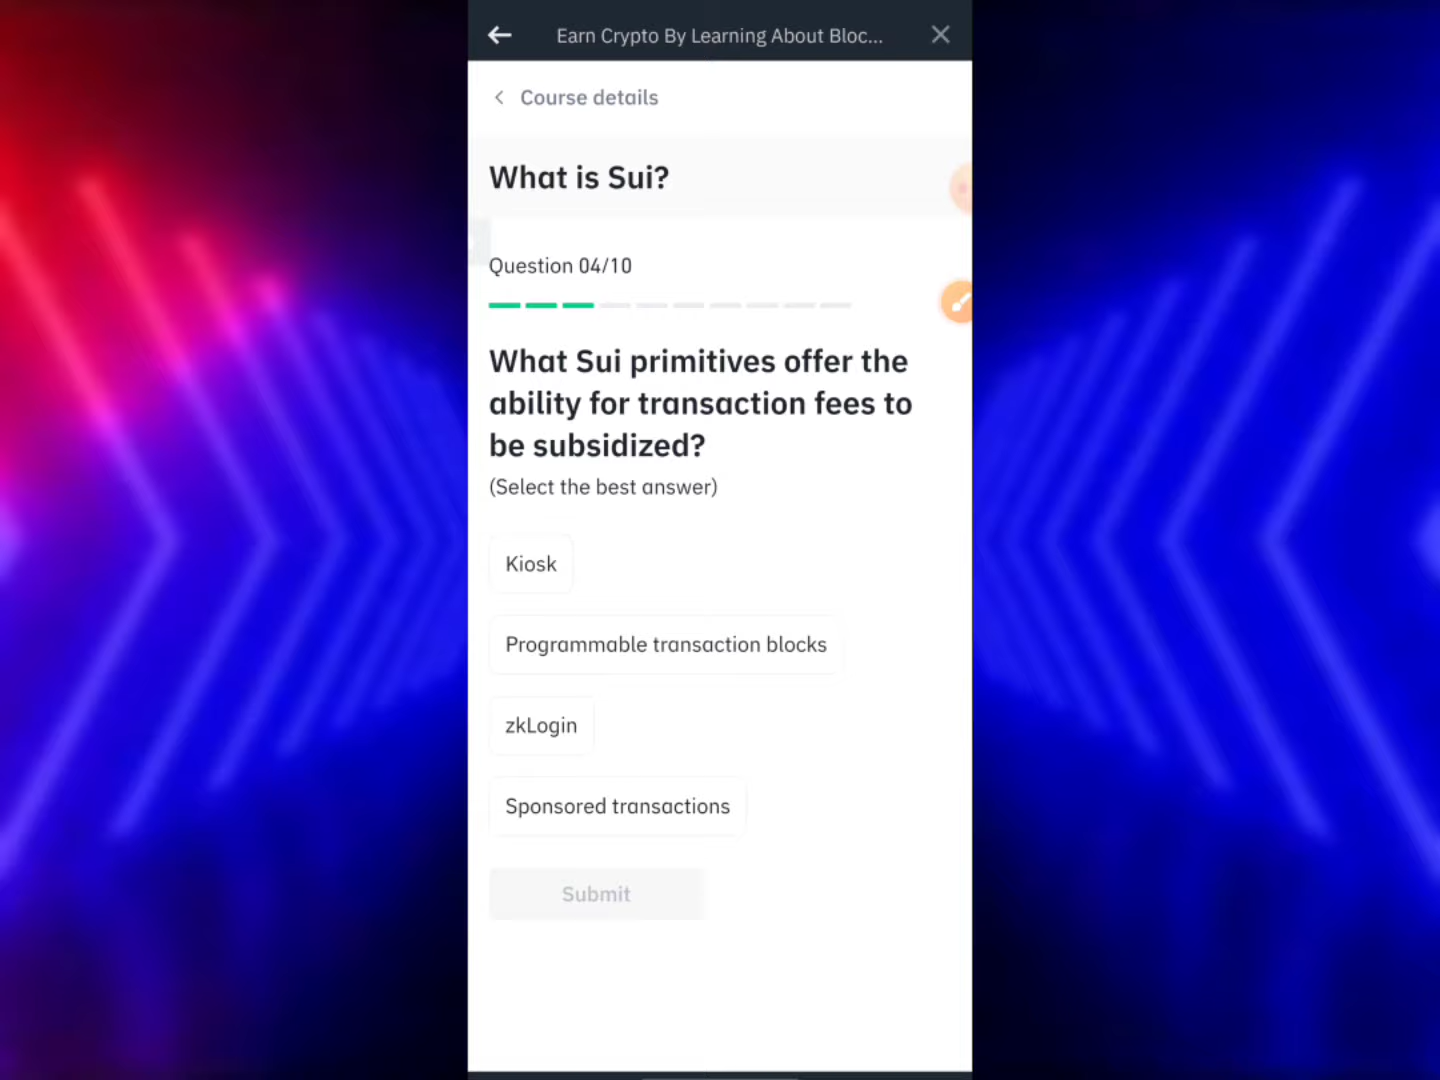 Earn Crypto By Learning About Bloc...
Course details
What is Sui?
Question 04/10
What Sui primitives offer the
ability for transaction fees to
be subsidized?
(Select the best answer)
Kiosk
Programmable transaction blocks
zkLogin
Sponsored transactions
Submit